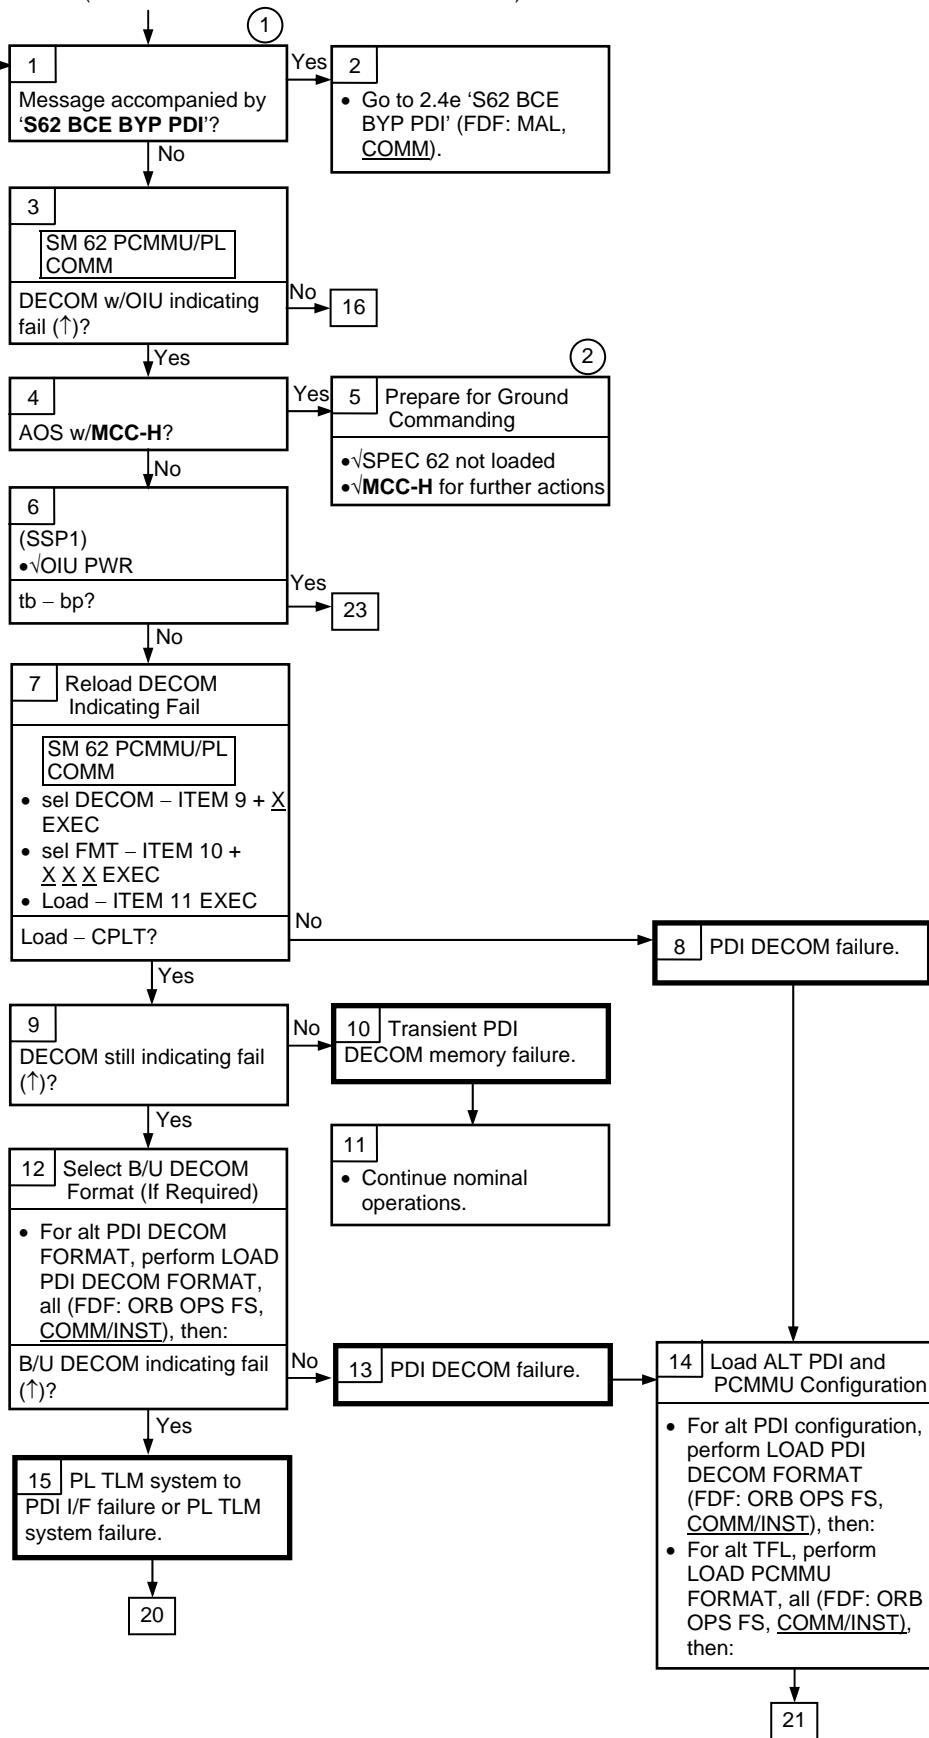 1
1
Message accompanied by
‘S62 BCE BYP PDI’?
Yes
2
• Go to 2.4e ‘S62 BCE
BYP PDI’ (FDF: MAL,
COMM).
No
3
SM 62 PCMMU/PL
COMM
DECOM w/OIU indicating
fail (↑)?
No
16
Yes
2
4
AOS w/MCC-H?
Yes
5 Prepare for Ground
Commanding
•√SPEC 62 not loaded
•√MCC-H for further actions
No
6
(SSP1)
•√OIU PWR
tb – bp?
Yes
23
No
7 Reload DECOM
Indicating Fail
SM 62 PCMMU/PL
COMM
• sel DECOM – ITEM 9 + X
EXEC
• sel FMT – ITEM 10 +
X X X EXEC
• Load – ITEM 11 EXEC
Load – CPLT?
No
8 PDI DECOM failure.
Yes
9
DECOM still indicating fail
(↑)?
No
10 Transient PDI
DECOM memory failure.
11
• Continue nominal
operations.
Yes
12 Select B/U DECOM
Format (If Required)
• For alt PDI DECOM
FORMAT, perform LOAD
PDI DECOM FORMAT,
all (FDF: ORB OPS FS,
COMM/INST), then:
B/U DECOM indicating fail
(↑)?
No
13 PDI DECOM failure.
14 Load ALT PDI and
PCMMU Configuration
• For alt PDI configuration,
perform LOAD PDI
DECOM FORMAT
(FDF: ORB OPS FS,
COMM/INST), then:
• For alt TFL, perform
LOAD PCMMU
FORMAT, all (FDF: ORB
OPS FS, COMM/INST),
then:
Yes
15 PL TLM system to
PDI I/F failure or PL TLM
system failure.
20
21